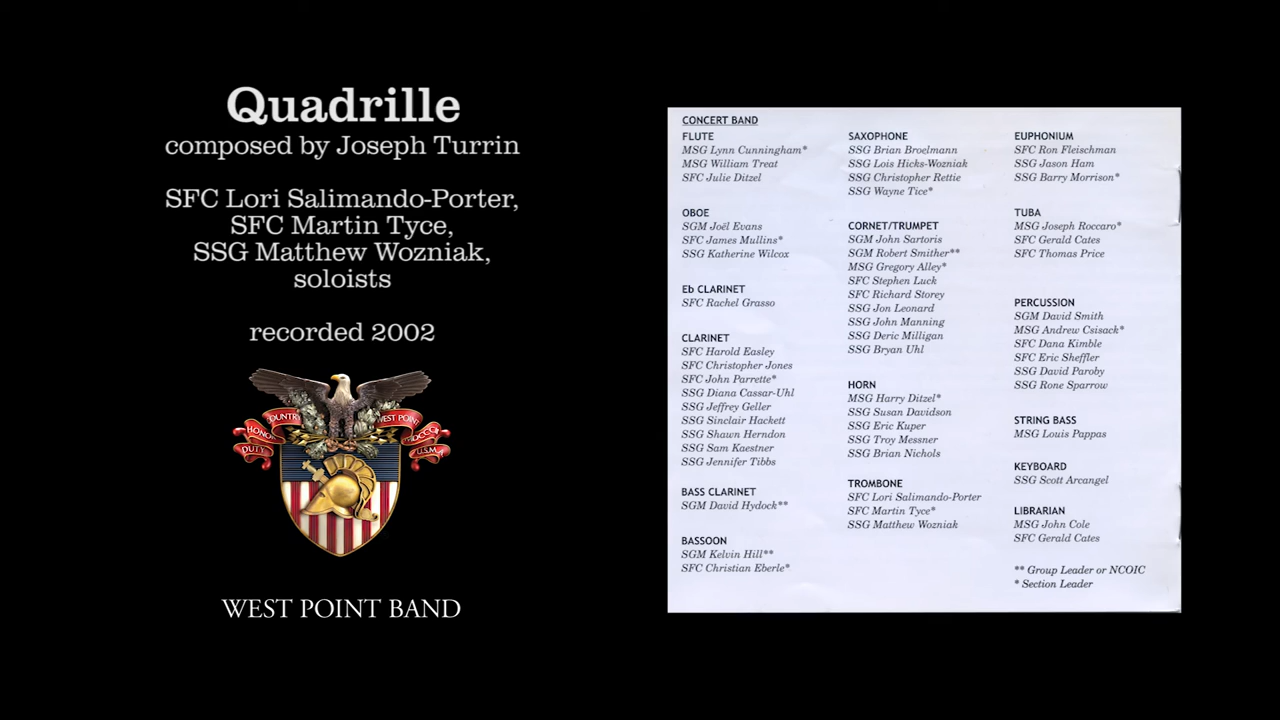 Quadrille
composed by Joseph Turrin
SFC Lori Salimando-Porter,
SFC Martin Tyce,
SSG Matthew Wozniak,
soloists
recorded 2002
DUTY
HONOR
COUNTRY
WEST POINT
MDCCCII
U.S.M.A
WEST POINT BAND
CONCERT BAND
FLUTE
MSG Lynn Cunningham*
MSG William Treat
SFC Julie Ditzel
OBOE
SGM Joël Evans
SFC James Mullins*
SSG Katherine Wilcox
Eb CLARINET
SFC Rachel Grasso
CLARINET
SFC Harold Easley
SFC Christopher Jones
SFC John Parrette*
SSG Diana Cassar-Uhl
SSG Jeffrey Geller
SSG Sinclair Hackett
SSG Shawn Herndon
SSG Sam Kaestner
SSG Jennifer Tibbs
BASS CLARINET
SGM David Hydock**
BASSOON
SGM Kelvin Hill**
SFC Christian Eberle*
SAXOPHONE
SSG Brian Broelmann
SSG Lois Hicks-Wozniak
SSG Christopher Rettie
SSG Wayne Tice*
CORNET/TRUMPET
SGM John Sartoris
SGM Robert Smither**
MSG Gregory Alley*
SFC Stephen Luck
SFC Richard Storey
SSG Jon Leonard
SSG John Manning
SSG Deric Milligan
SSG Bryan Uhl
HORN
MSG Harry Ditzel*
SSG Susan Davidson
SSG Eric Kuper
SSG Troy Messner
SSG Brian Nichols
TROMBONE
SFC Lori Salimando-Porter
SFC Martin Tyce*
SSG Matthew Wozniak
EUPHONIUM
SFC Ron Fleischman
SSG Jason Ham
SSG Barry Morrison*
TUBA
MSG Joseph Roccaro*
SFC Gerald Cates
SFC Thomas Price
PERCUSSION
SGM David Smith
MSG Andrew Csisack*
SFC Dana Kimble
SFC Eric Sheffler
SSG David Paroby
SSG Rone Sparrow
STRING BASS
MSG Louis Pappas
KEYBOARD
SSG Scott Arcangel
LIBRARIAN
MSG John Cole
SFC Gerald Cates
** Group Leader or NCOIC
* Section Leader